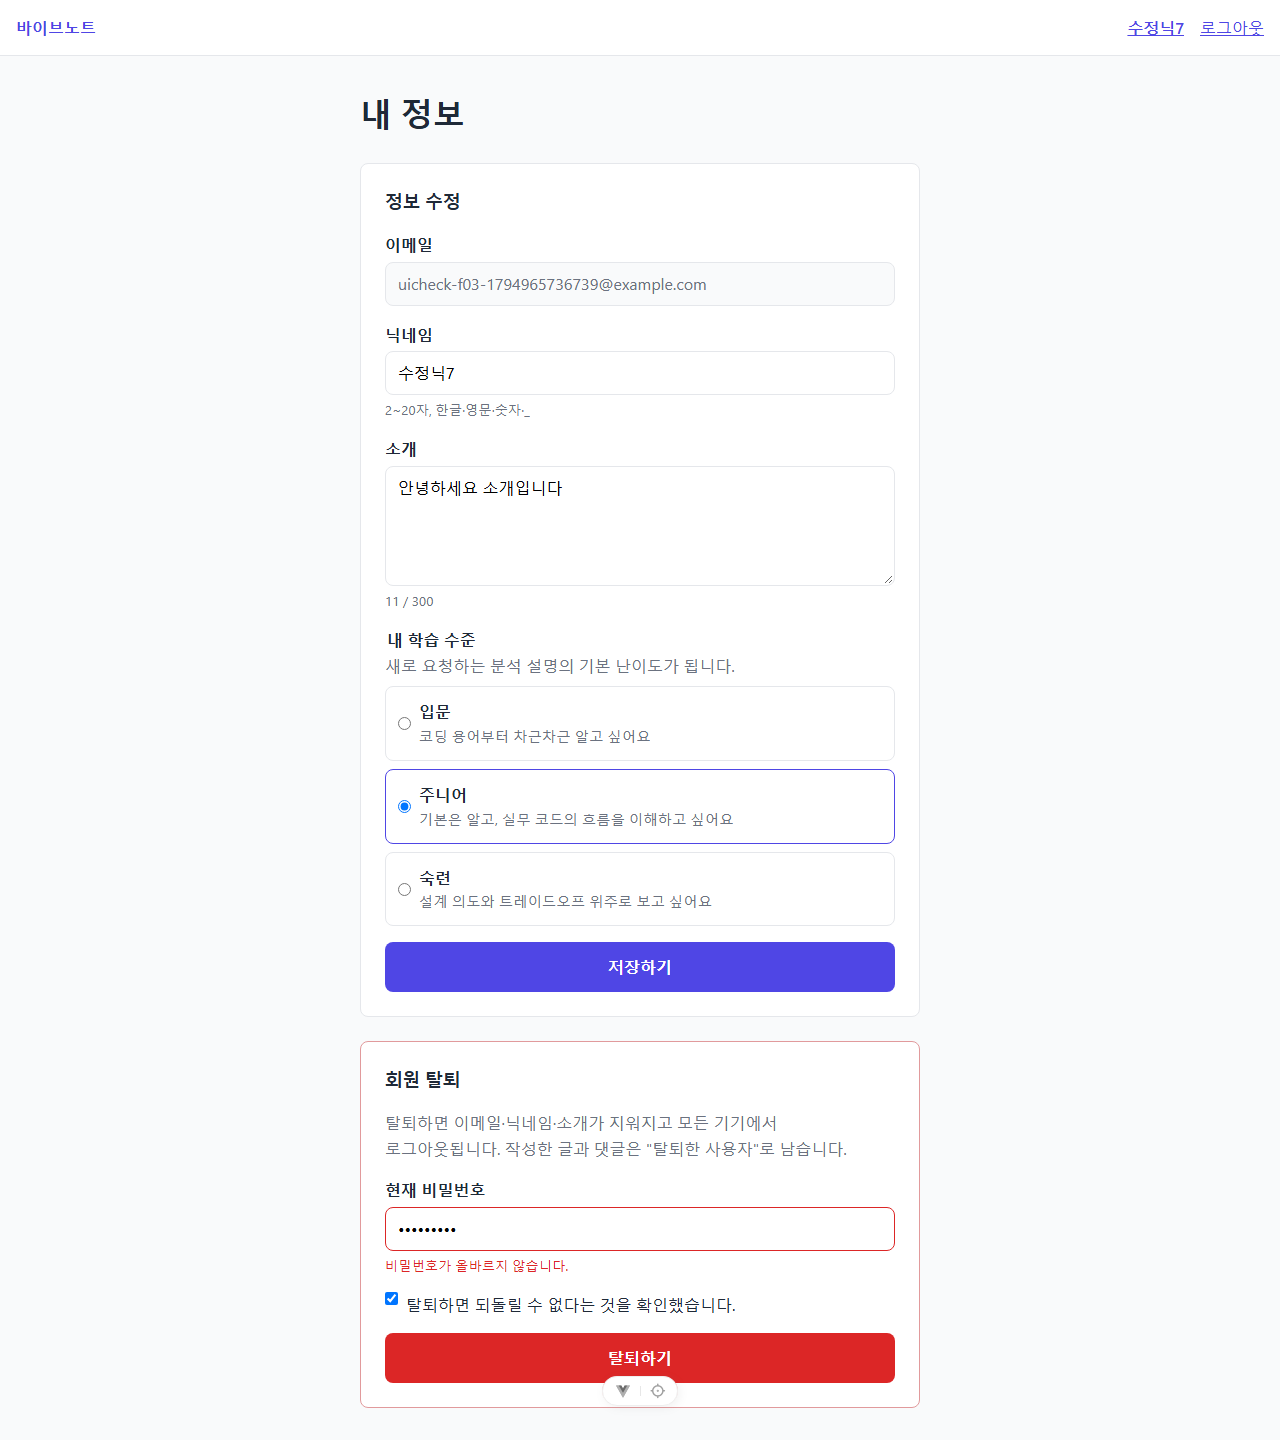 바이브노트
수정닉7 로그아웃
내 정보
정보 수정
이메일
uicheck-f03-1794965736739@example.com
닉네임
수정닉7
2~20자, 한글·영문·숫자·_
소개
안녕하세요 소개입니다
11 / 300
내 학습 수준
새로 요청하는 분석 설명의 기본 난이도가 됩니다.
입문
코딩 용어부터 차근차근 알고 싶어요
주니어
기본은 알고, 실무 코드의 흐름을 이해하고 싶어요
숙련
설계 의도와 트레이드오프 위주로 보고 싶어요
저장하기
회원 탈퇴
탈퇴하면 이메일·닉네임·소개가 지워지고 모든 기기에서
로그아웃됩니다. 작성한 글과 댓글은 "탈퇴한 사용자"로 남습니다.
현재 비밀번호
•••••••••
비밀번호가 올바르지 않습니다.
탈퇴하면 되돌릴 수 없다는 것을 확인했습니다.
탈퇴하기